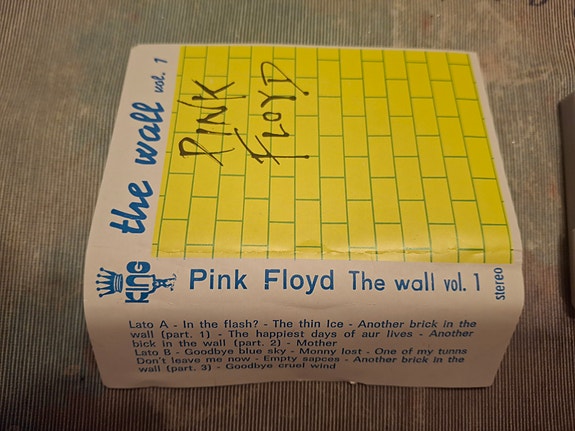 the wall vol. 1
PINK
FLOYD
KING
Pink Floyd The wall vol. 1
stereo
Lato A - In the flash? - The thin Ice - Another brick in the
wall (part. 1) - The happiest days of aur lives - Another
bick in the wall (part. 2) - Mother
Lato B - Goodbye blue sky - Monny lost - One of my tunns
Don't leave me now - Empty sapces - Another brick in the
wall (part. 3) - Goodbye cruel wind